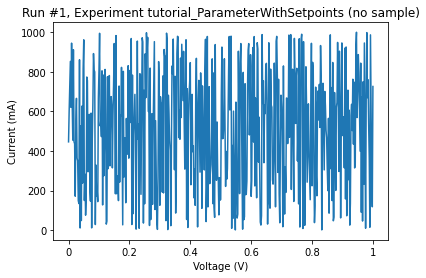 Run #1, Experiment tutorial_ParameterWithSetpoints (no sample)
1000
800
600
400
200
0
Current (mA)
0 0.2 0.4 0.6 0.8 1
Voltage (V)